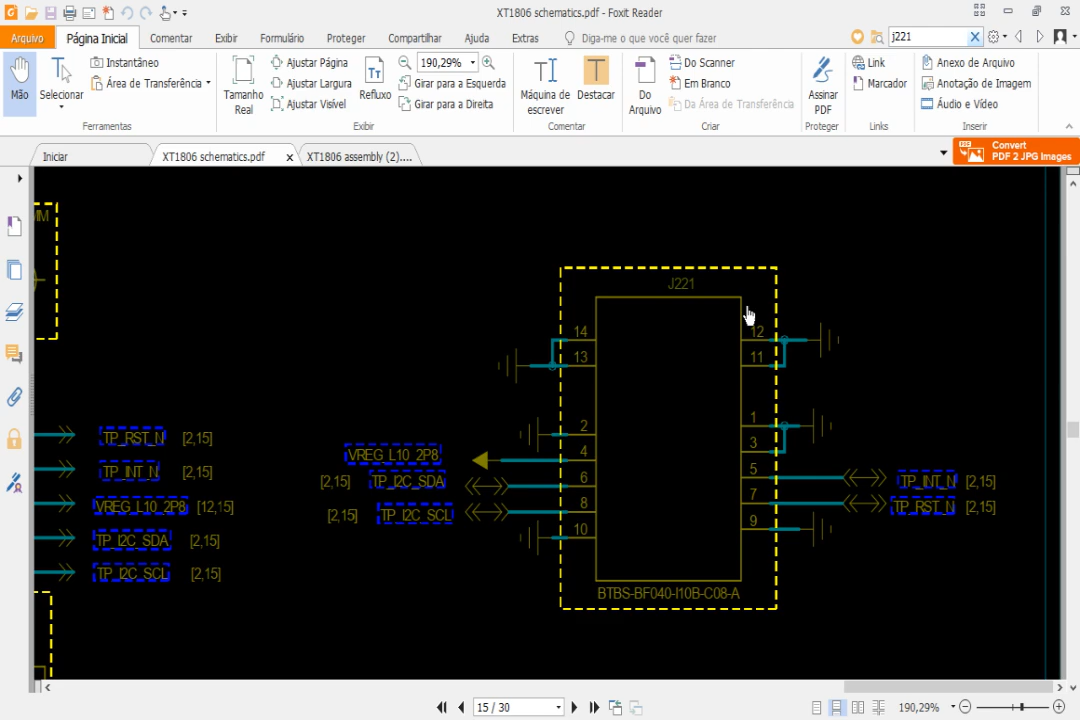 XT1806 schematics.pdf - Foxit Reader
Arquivo Página Inicial Comentar Exibir Formulário Proteger Compartilhar Ajuda Extras Diga-me o que você quer fazer j221
Mão Selecionar Instantâneo Área de Transferência Ferramentas
Tamanho Real Ajustar Página Ajustar Largura Ajustar Visível Refluxo 190,29% Girar para a Esquerda Girar para a Direita Exibir
Máquina de escrever Destacar Comentar
Do Arquivo Do Scanner Em Branco Da Área de Transferência Criar
Assinar PDF Proteger
Link Marcador Links
Anexo de Arquivo Anotação de Imagem Áudio e Vídeo Inserir
Iniciar XT1806 schematics.pdf XT1806 assembly (2)....
Convert
PDF 2 JPG Images
J221
14 12
13 11
2 1
4 3
6 5
8 7
10 9
VREG_L10_2P8
[2,15] TP_I2C_SDA
[2,15] TP_I2C_SCL
TP_INT_N [2,15]
TP_RST_N [2,15]
BTBS-BF040-I10B-C08-A
TP_RST_N [2,15]
TP_INT_N [2,15]
VREG_L10_2P8 [12,15]
TP_I2C_SDA [2,15]
TP_I2C_SCL [2,15]
15 / 30 190,29%